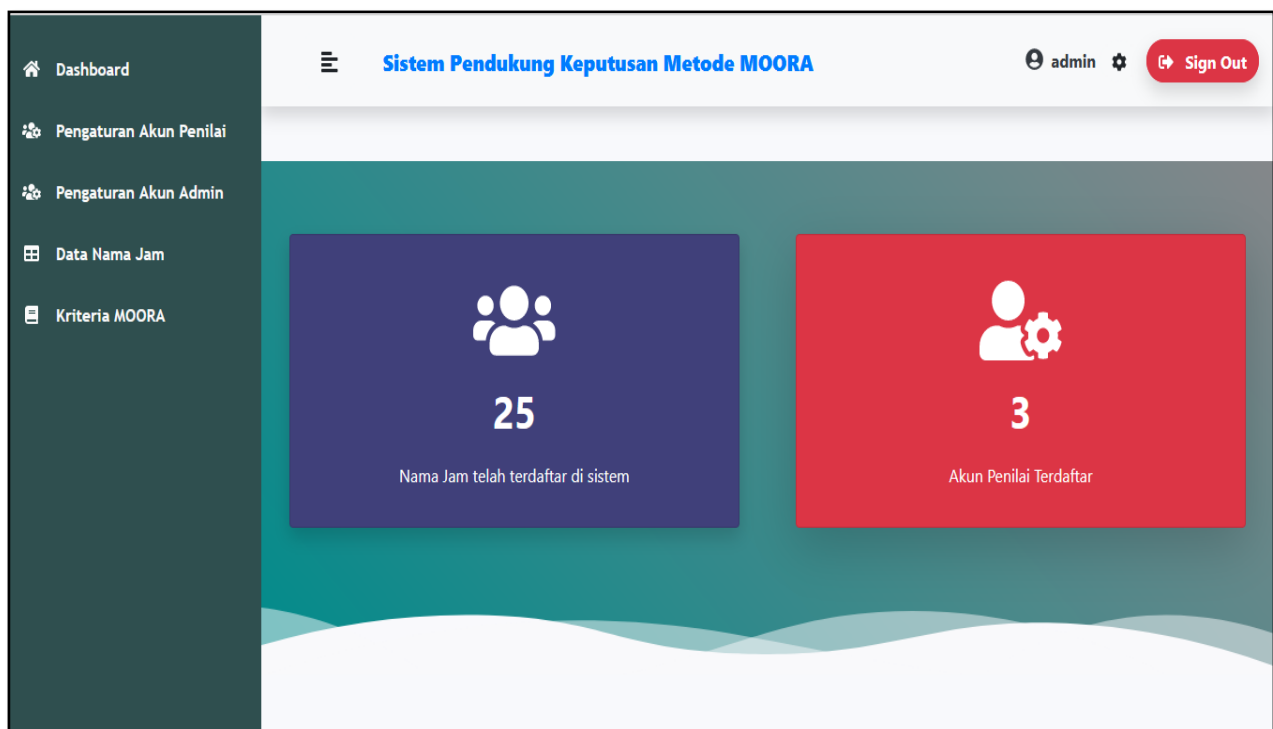 Dashboard
Pengaturan Akun Penilai
Pengaturan Akun Admin
Data Nama Jam
Kriteria MOORA
Sistem Pendukung Keputusan Metode MOORA
admin
Sign Out
25
Nama Jam telah terdaftar di sistem
3
Akun Penilai Terdaftar